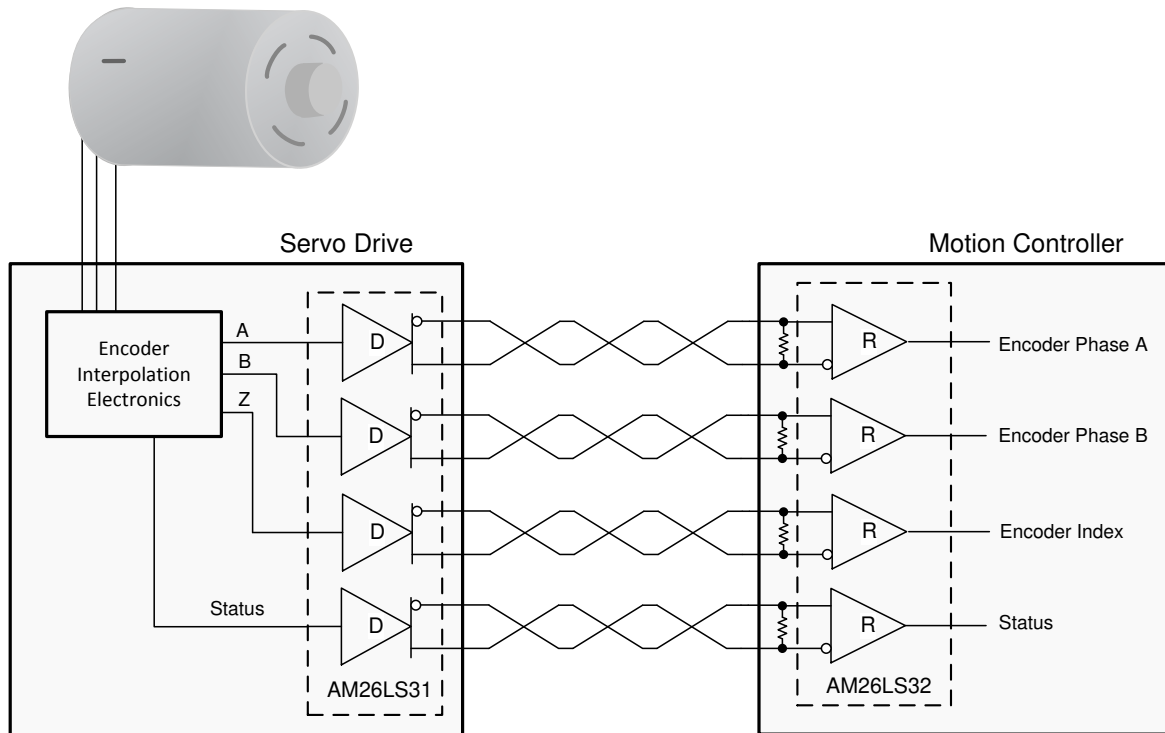 Servo Drive
Motion Controller
Encoder
Interpolation
Electronics
A
B
Z
Status
D
D
D
D
AM26LS31
R
R
R
R
AM26LS32
Encoder Phase A
Encoder Phase B
Encoder Index
Status